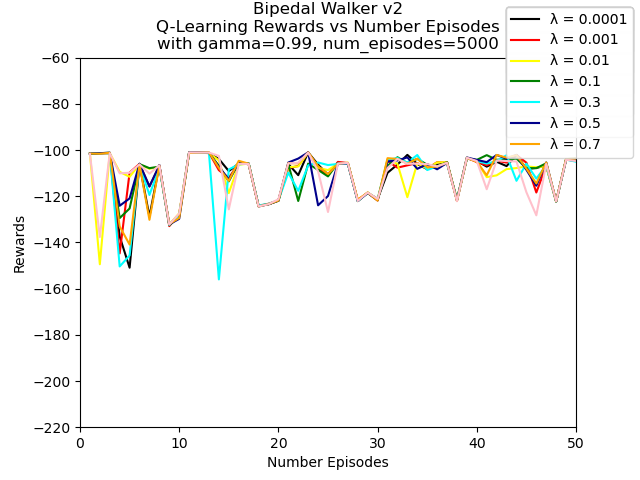 Bipedal Walker v2
Q-Learning Rewards vs Number Episodes
with gamma=0.99, num_episodes=5000
λ = 0.0001
λ = 0.001
λ = 0.01
λ = 0.1
λ = 0.3
λ = 0.5
λ = 0.7
Rewards
−60
−80
−100
−120
−140
−160
−180
−200
−220
0 10 20 30 40 50
Number Episodes